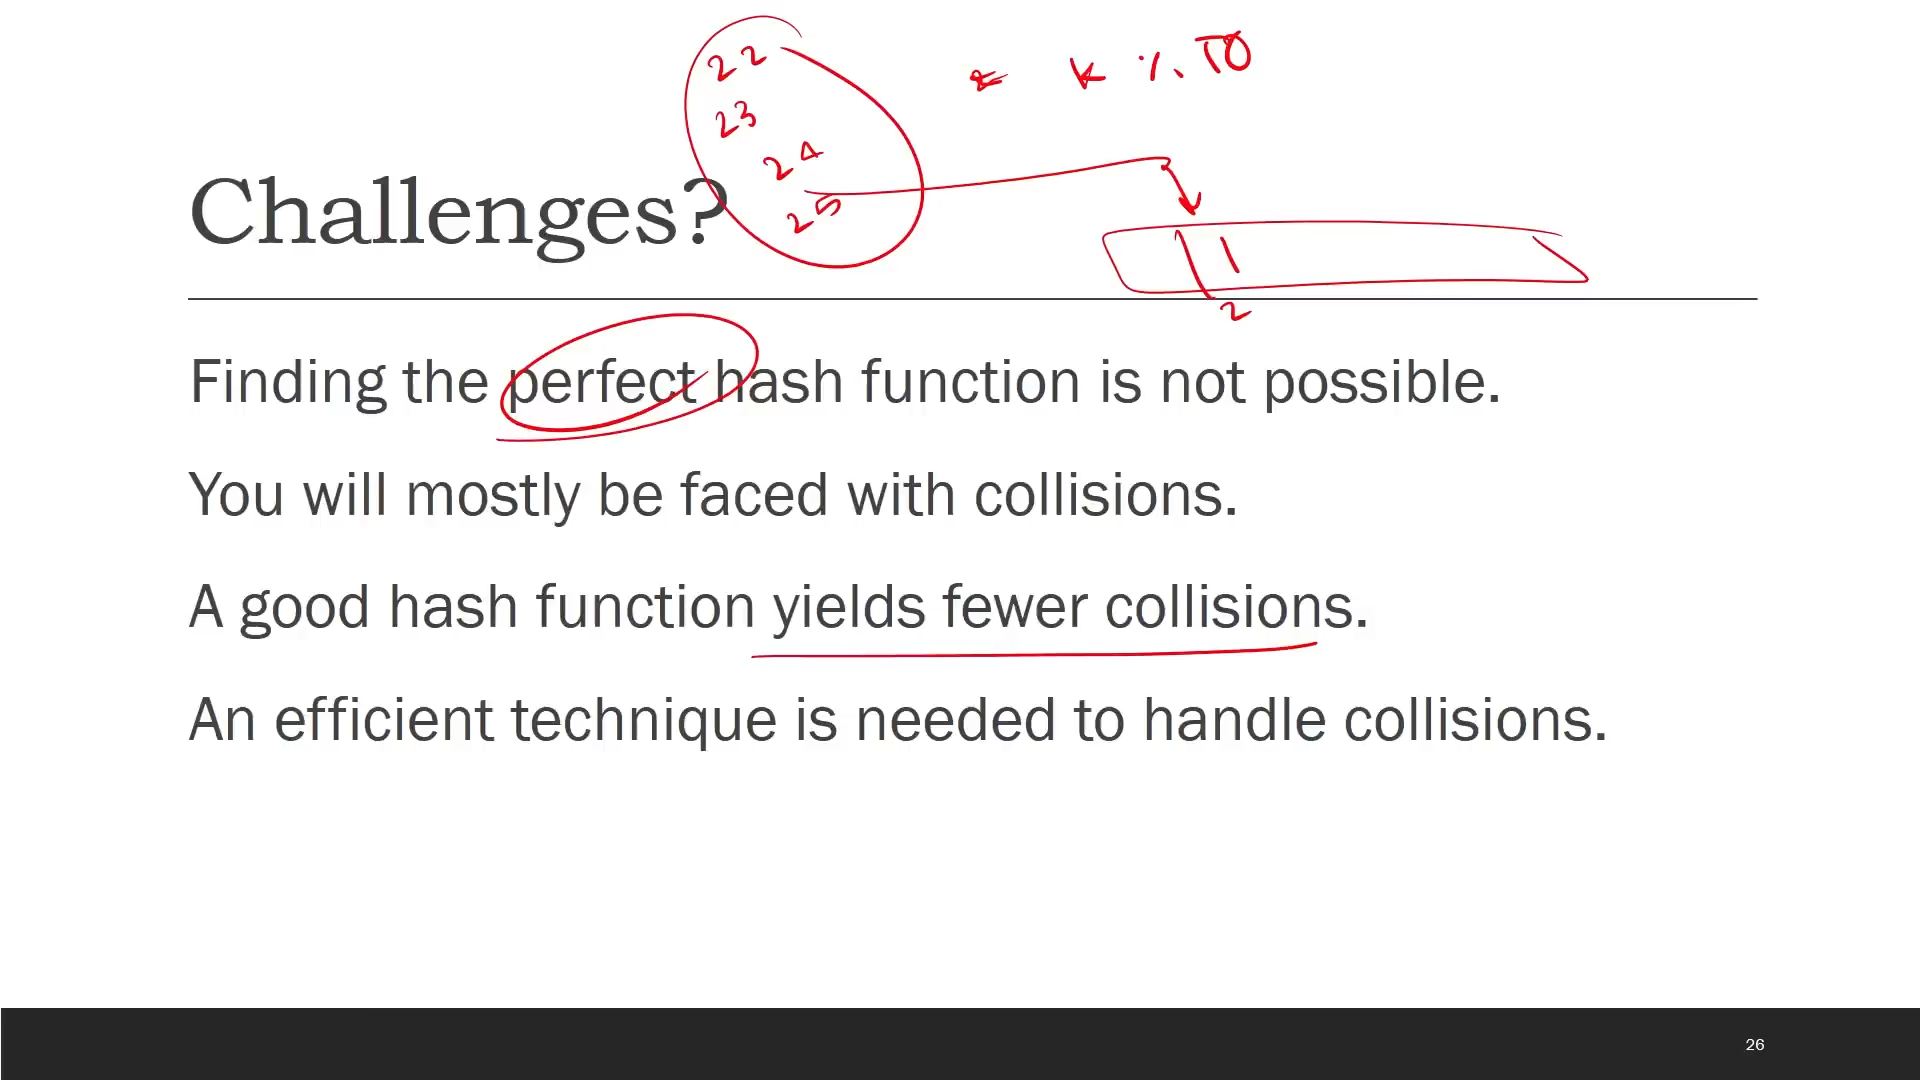 22
23
24
25
K % 10
Challenges?
2
Finding the perfect hash function is not possible.
You will mostly be faced with collisions.
A good hash function yields fewer collisions.
An efficient technique is needed to handle collisions.
26